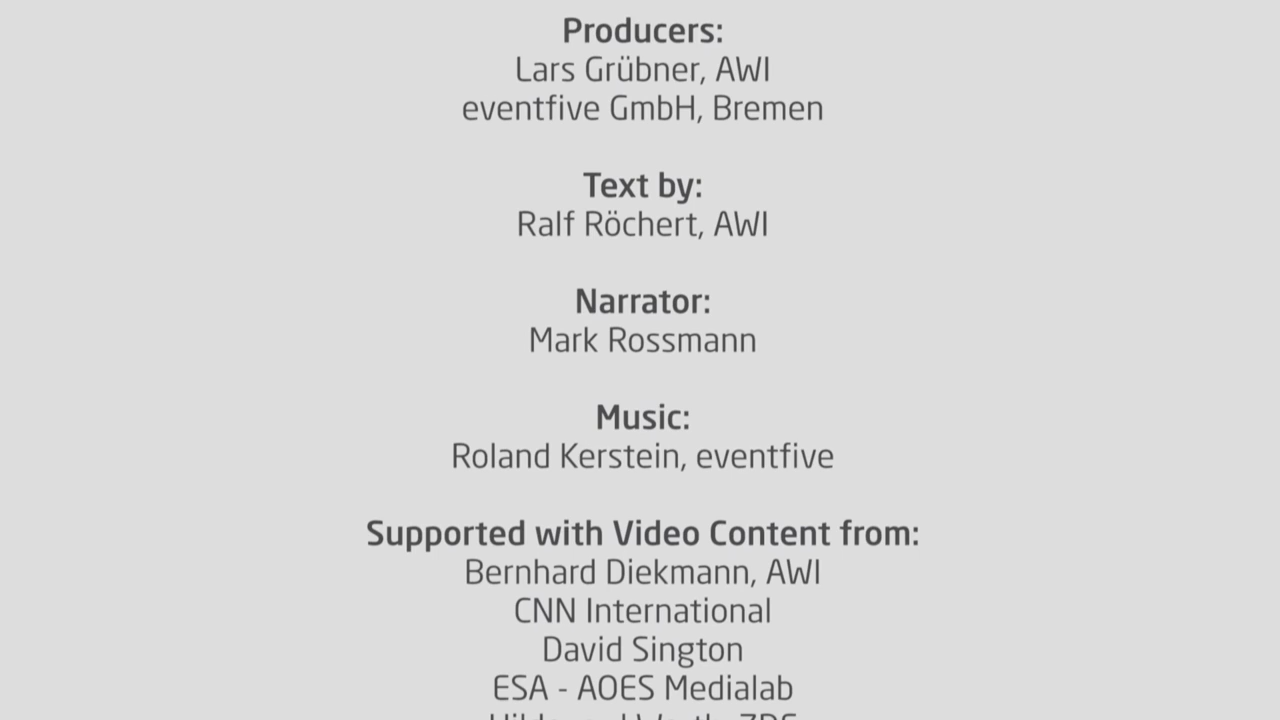 Producers:
Lars Grübner, AWI
eventfive GmbH, Bremen
Text by:
Ralf Röchert, AWI
Narrator:
Mark Rossmann
Music:
Roland Kerstein, eventfive
Supported with Video Content from:
Bernhard Diekmann, AWI
CNN International
David Sington
ESA - AOES Medialab